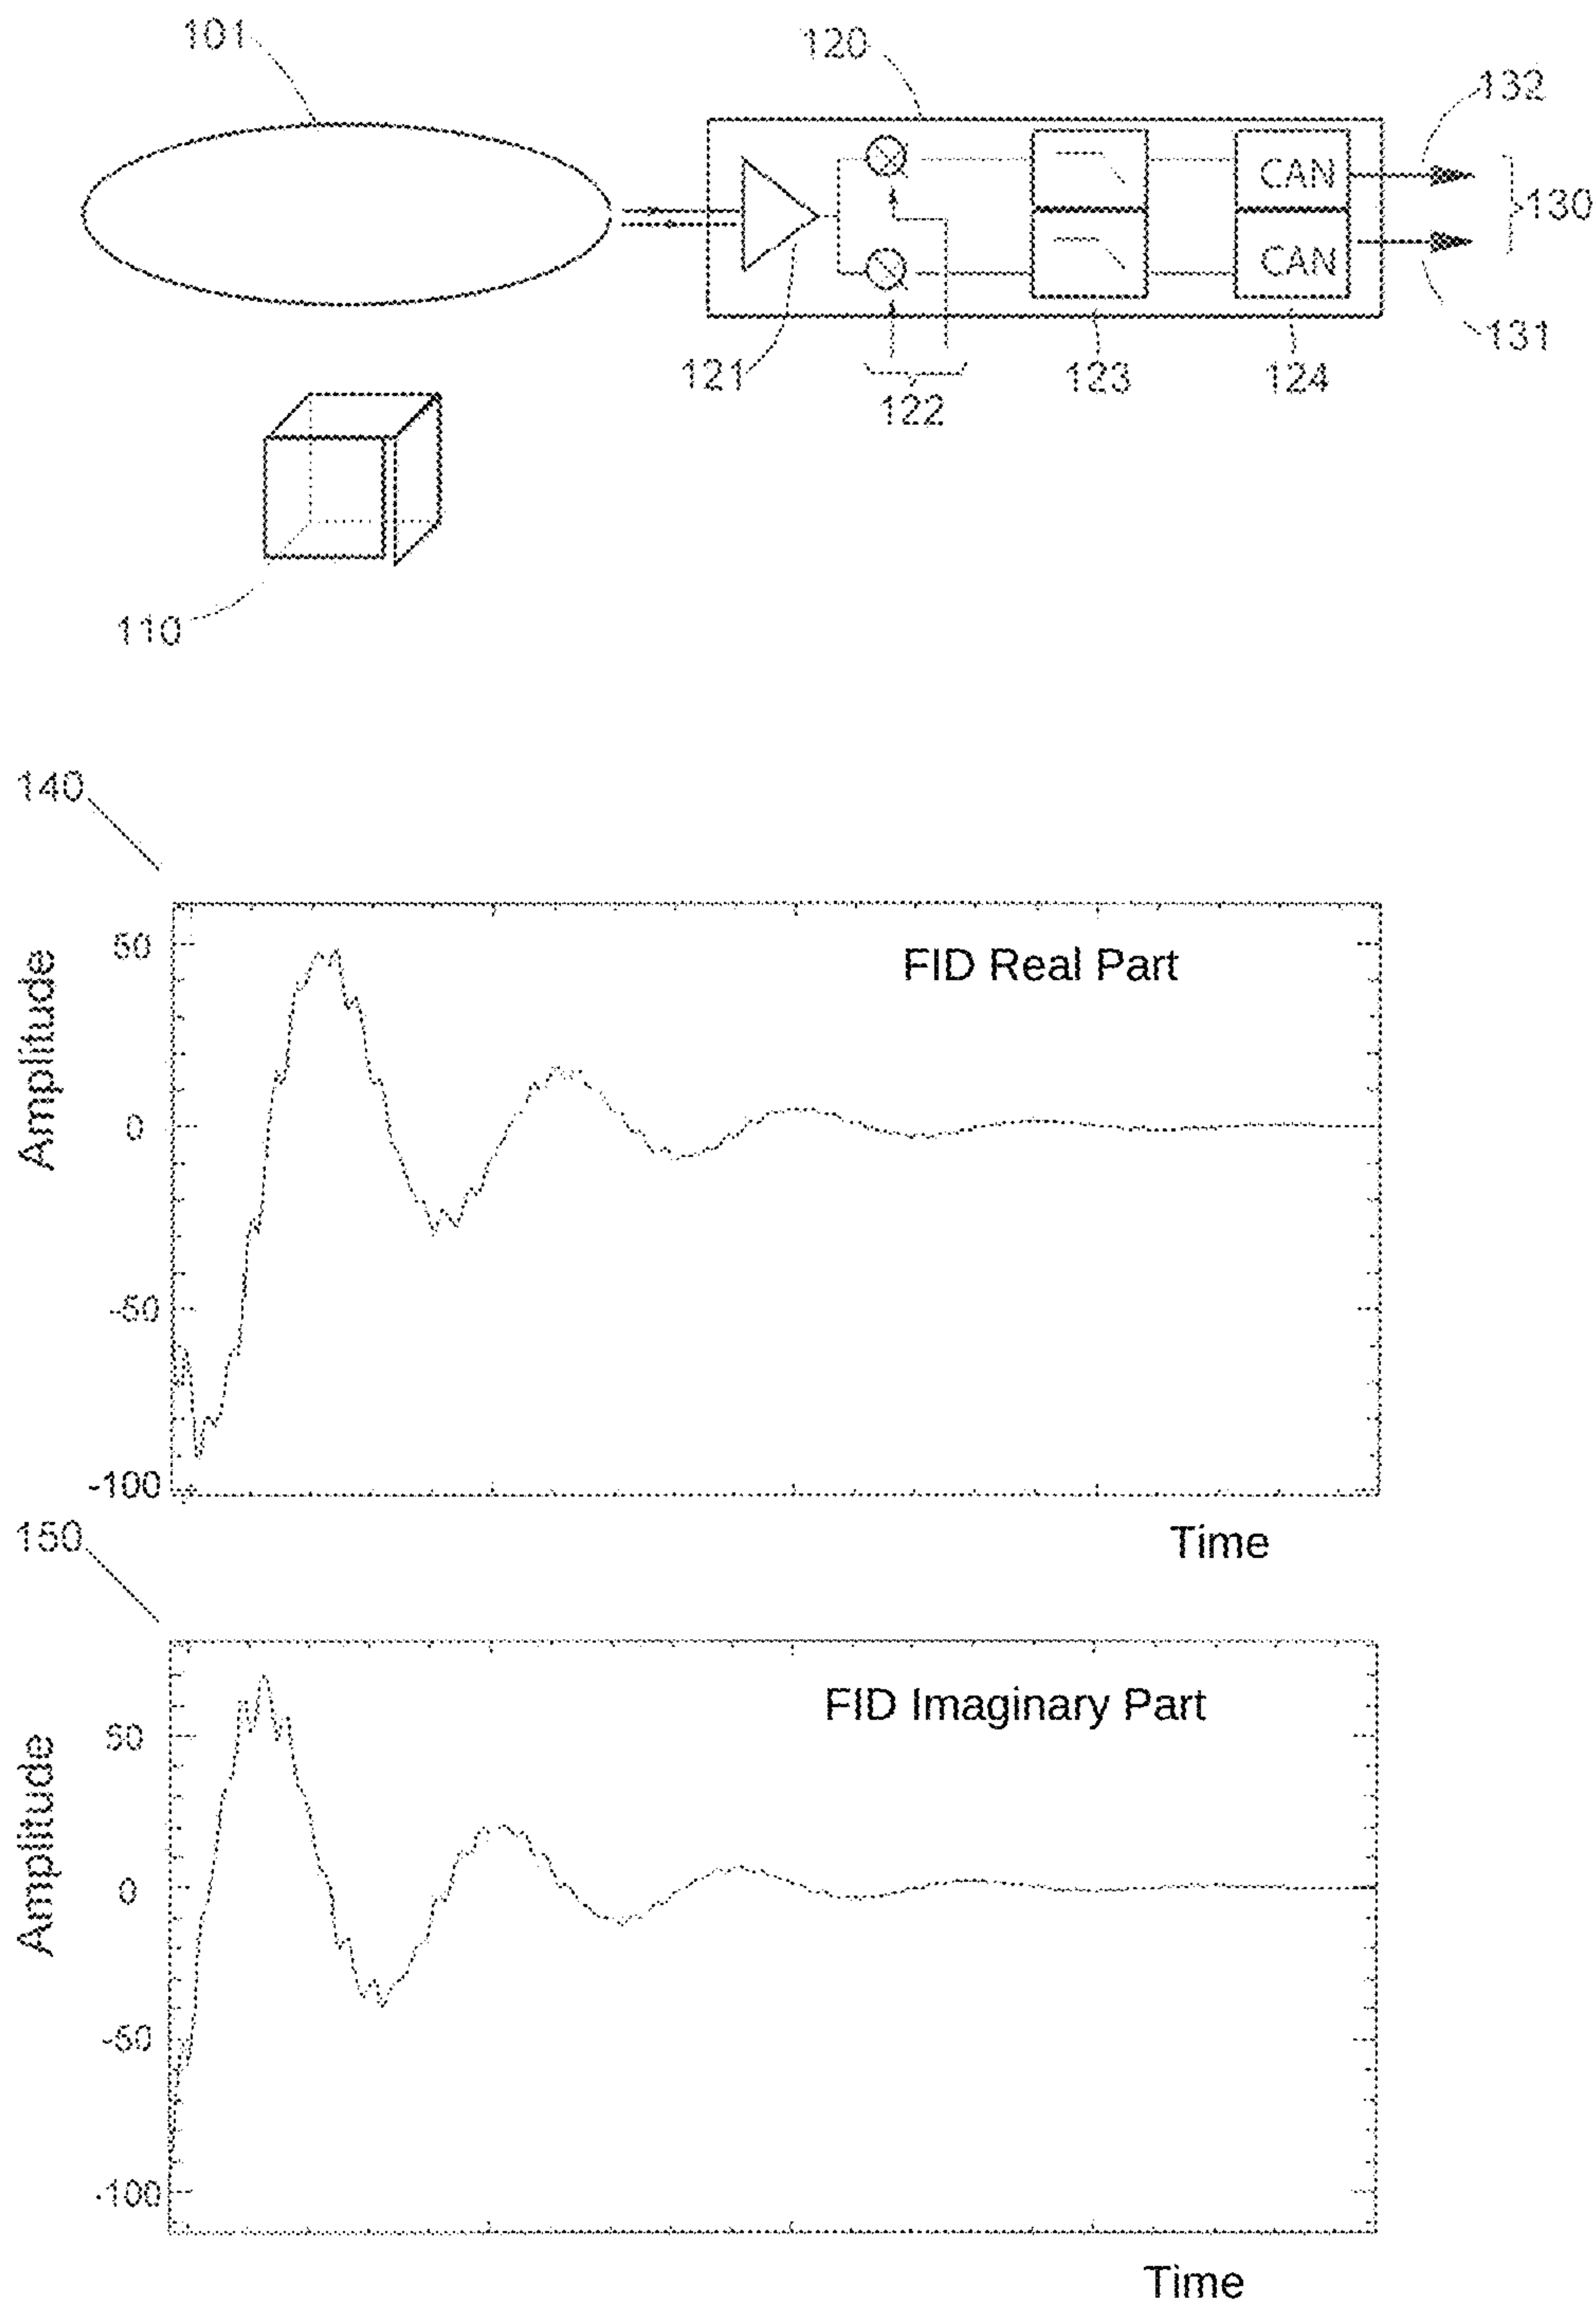 101
120
132
CAN
130
CAN
121
122
123
124
131
110
140
Amplitude
50
0
-50
-100
FID Real Part
Time
150
Amplitude
50
0
-50
-100
FID Imaginary Part
Time